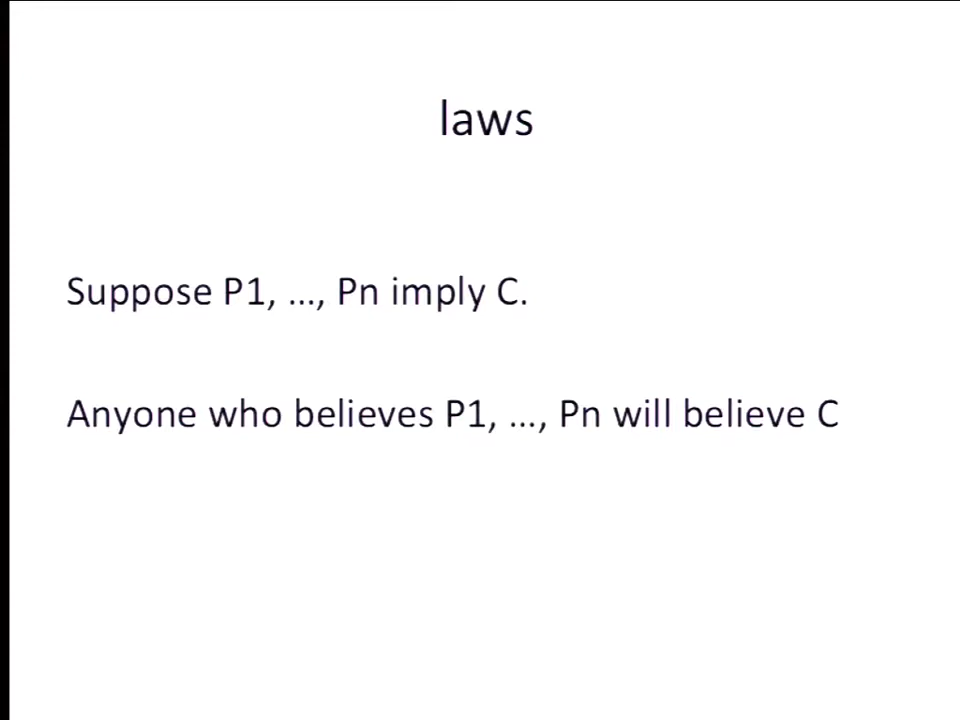 laws
Suppose P1, ..., Pn imply C.
Anyone who believes P1, ..., Pn will believe C